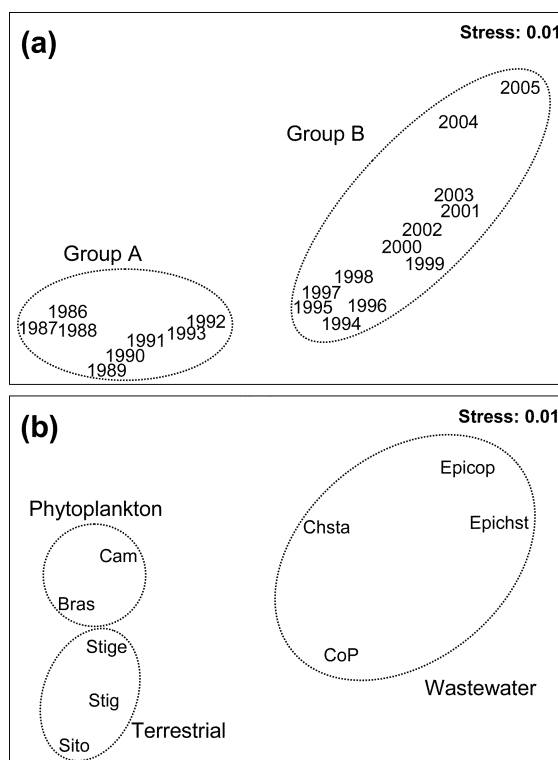 (a)
Stress: 0.01
2005
2004
Group B
2003
2001
2002
2000
1999
Group A
1998
1997
1995
1996
1994
1986
1987
1988
1992
1993
1991
1990
1989
(b)
Stress: 0.01
Epicop
Phytoplankton
Chsta
Epichst
Cam
Bras
Stige
CoP
Wastewater
Stig
Terrestrial
Sito